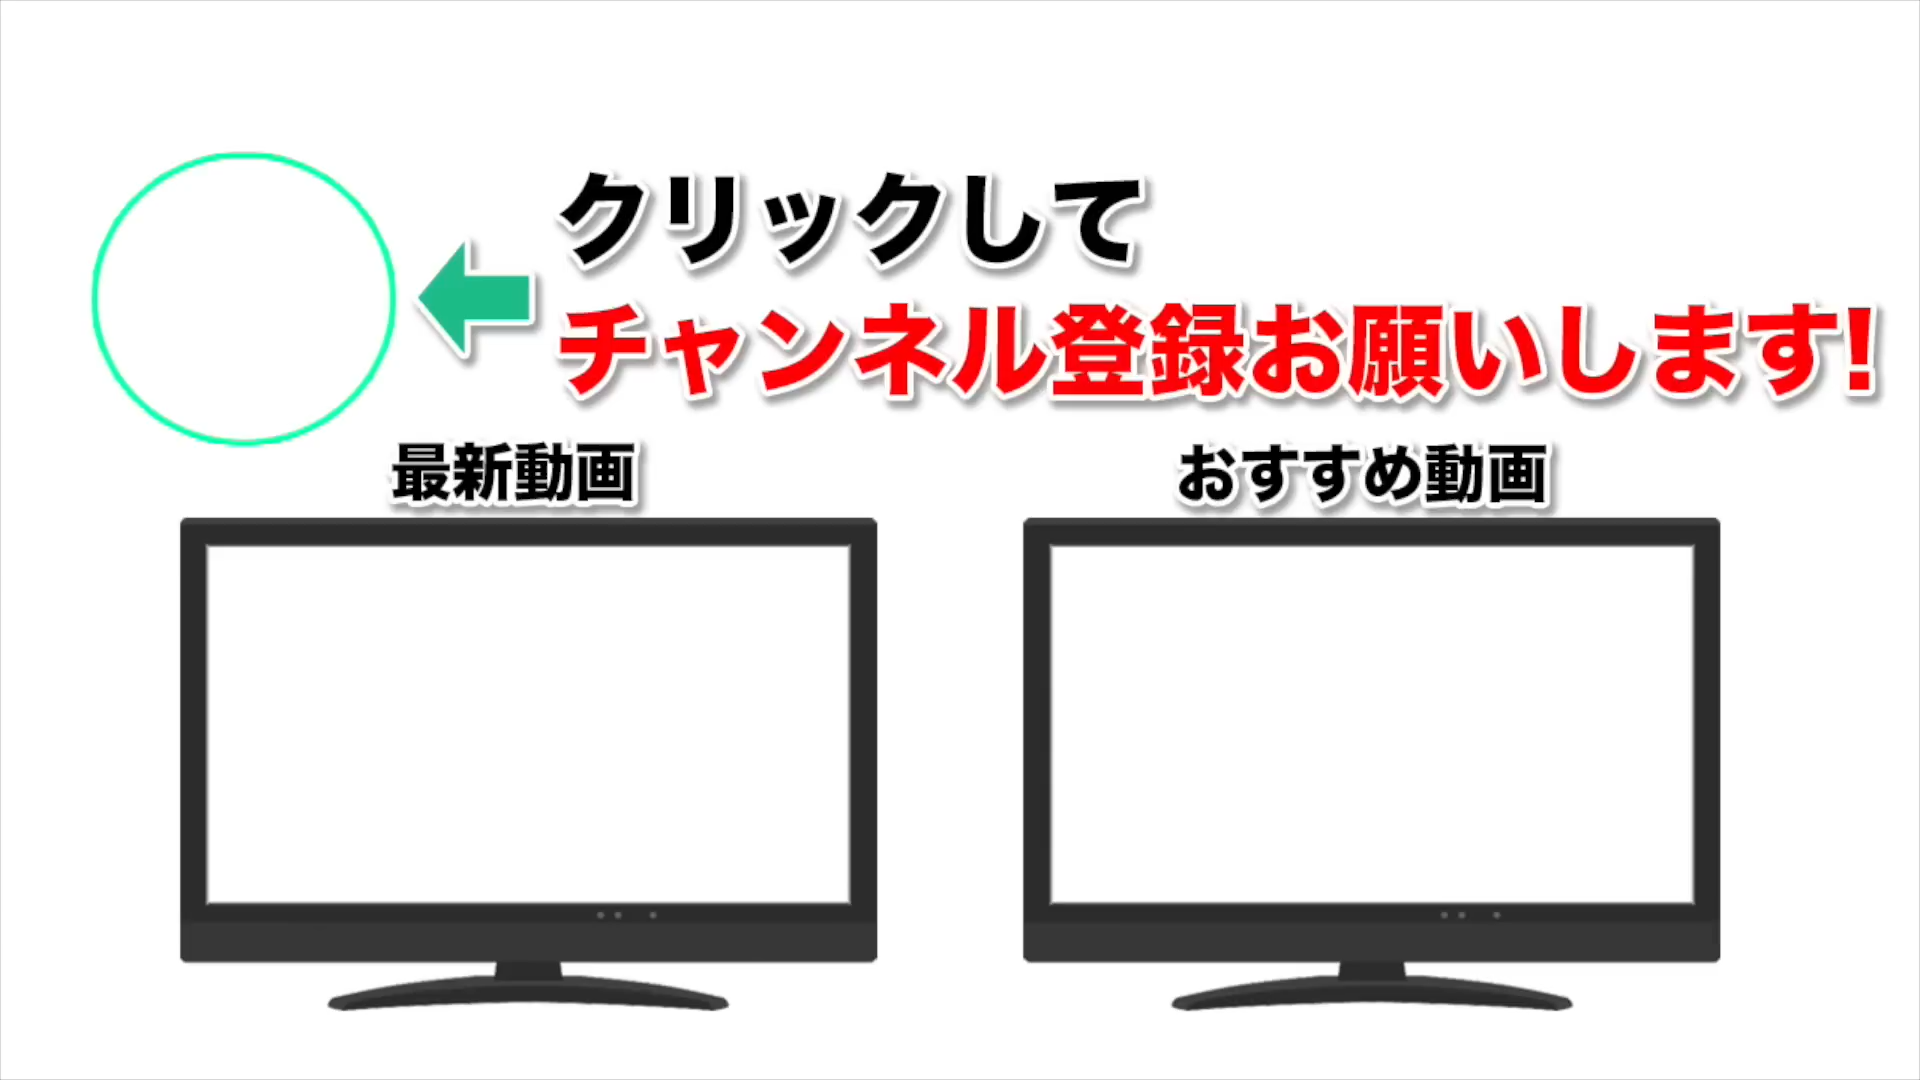 クリックして
チャンネル登録お願いします!
最新動画
おすすめ動画